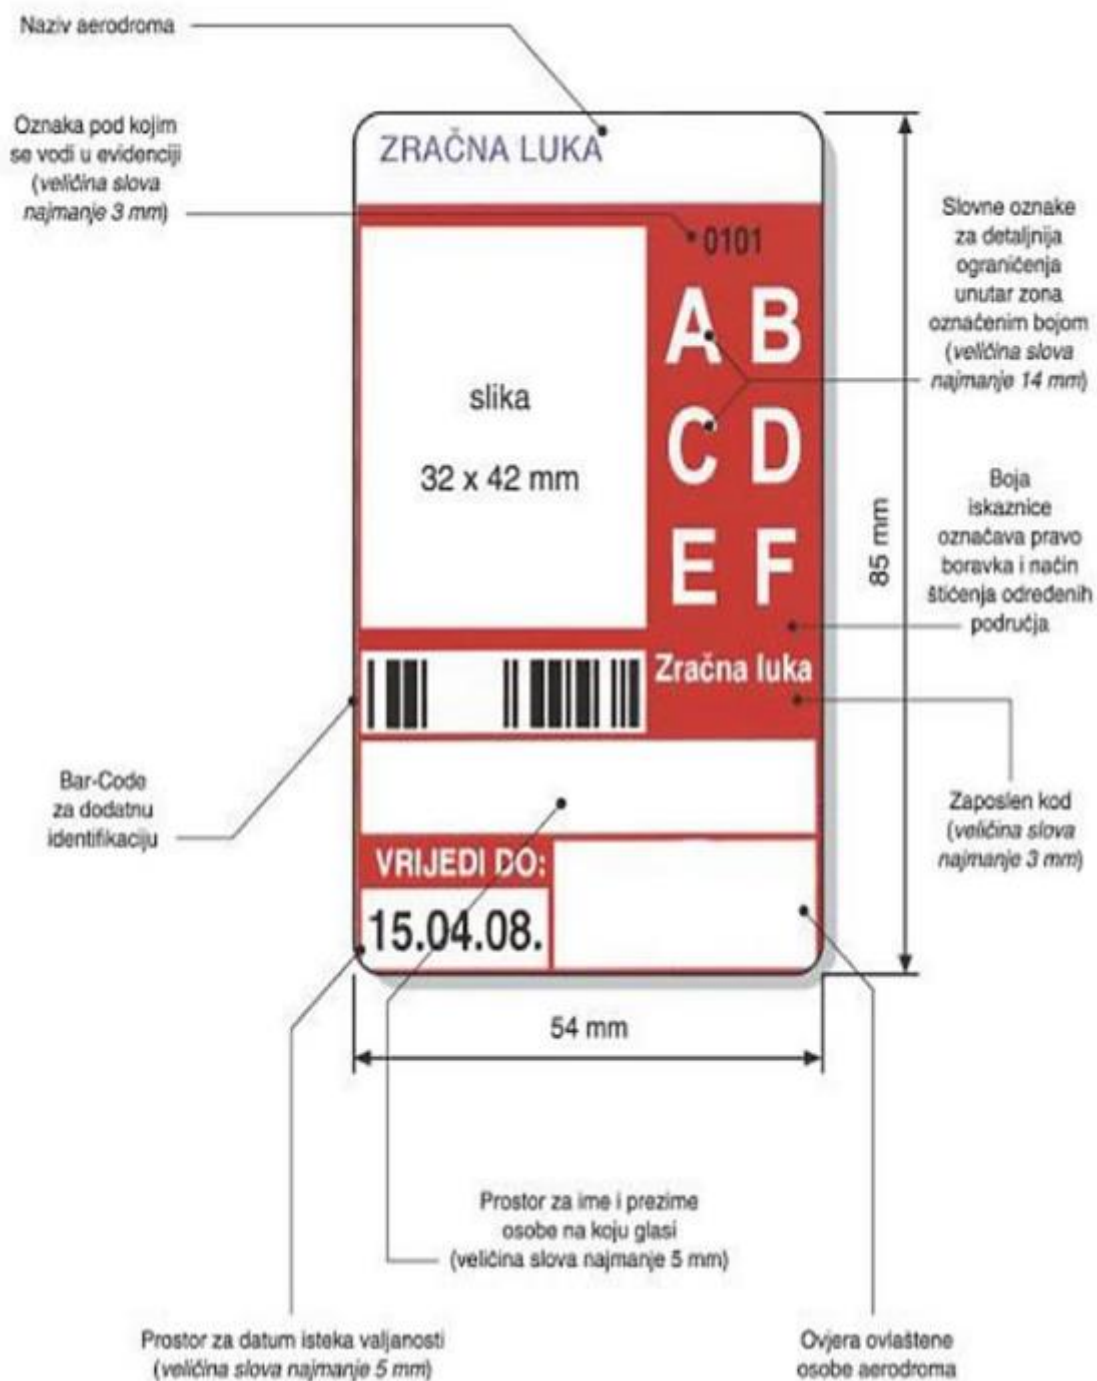 Naziv aerodroma
Oznaka pod kojim
se vodi u evidenciji
(veličina slova
najmanje 3 mm)
ZRAČNA LUKA
0101
A B
C D
E F
slika
32 x 42 mm
Zračna luka
VRIJEDI DO:
15.04.08.
Slovne oznake
za detaljnija
ograničenja
unutar zona
označenim bojom
(veličina slova
najmanje 14 mm)
Boja
iskaznice
označava pravo
boravka i način
štićenja određenih
područja
85 mm
Bar-Code
za dodatnu
identifikaciju
Zaposlen kod
(veličina slova
najmanje 3 mm)
54 mm
Prostor za ime i prezime
osobe na koju glasi
(veličina slova najmanje 5 mm)
Prostor za datum isteka valjanosti
(veličina slova najmanje 5 mm)
Ovjera ovlaštene
osobe aerodroma